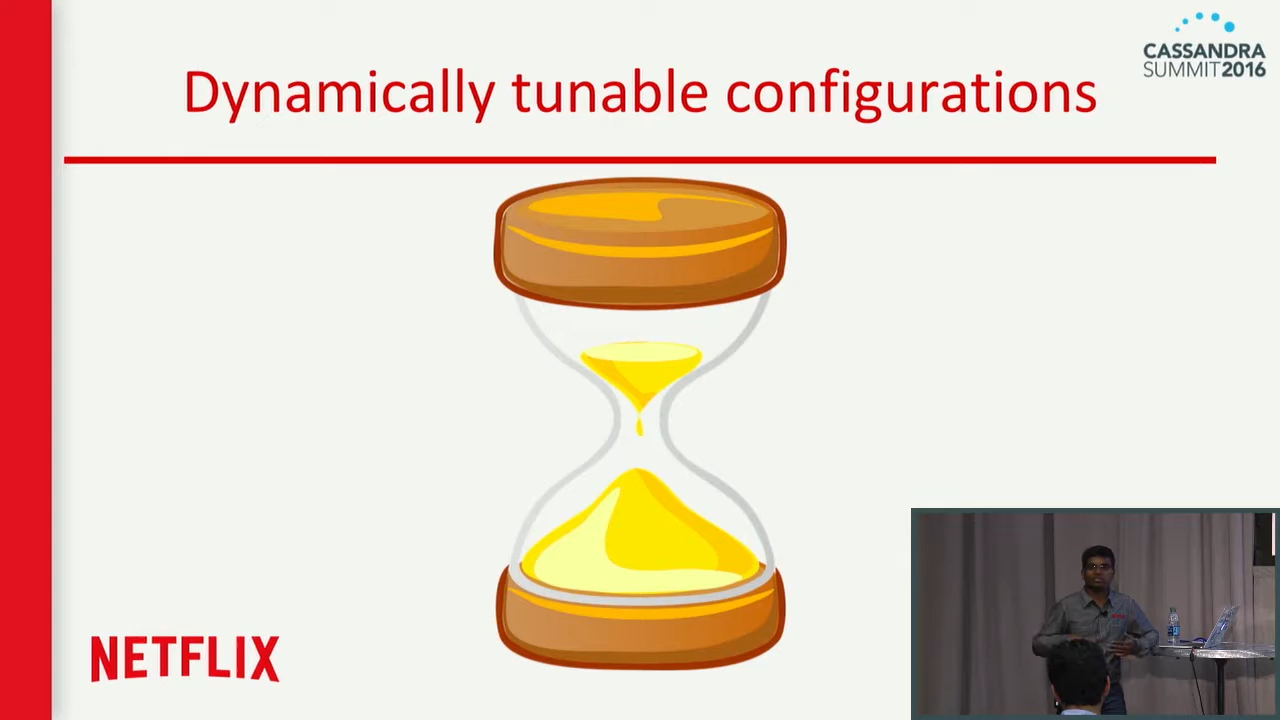 CASSANDRA
SUMMIT2016
Dynamically tunable configurations
NETFLIX